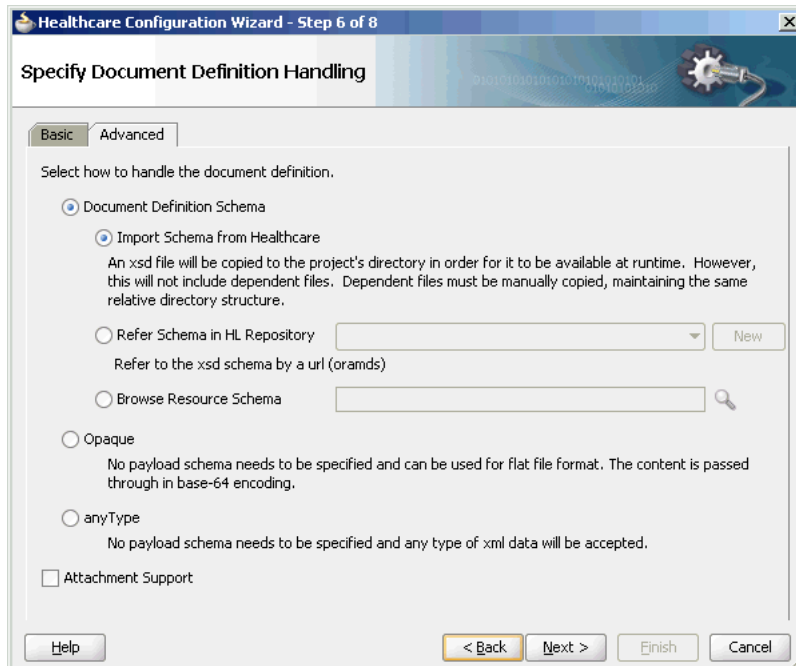 Healthcare Configuration Wizard - Step 6 of 8
Specify Document Definition Handling
Basic Advanced
Select how to handle the document definition.
Document Definition Schema
Import Schema from Healthcare
An xsd file will be copied to the project's directory in order for it to be available at runtime. However,
this will not include dependent files. Dependent files must be manually copied, maintaining the same
relative directory structure.
Refer Schema in HL Repository New
Refer to the xsd schema by a url (oramds)
Browse Resource Schema
Opaque
No payload schema needs to be specified and can be used for flat file format. The content is passed
through in base-64 encoding.
anyType
No payload schema needs to be specified and any type of xml data will be accepted.
Attachment Support
Help < Back Next > Finish Cancel